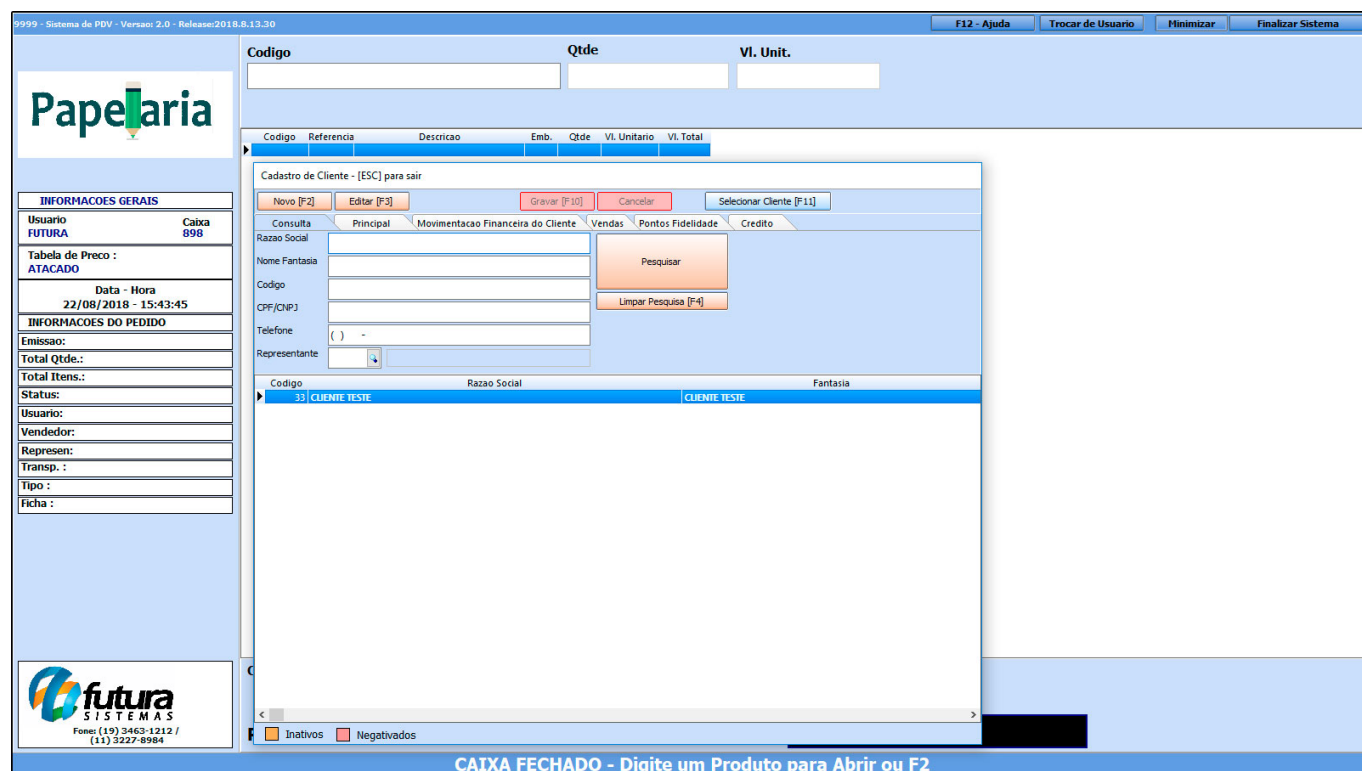 9999 - Sistema de PDV - Versao: 2.0 - Release:2018.8.13.30
F12 - Ajuda
Trocar de Usuario
Minimizar
Finalizar Sistema
Papelaria
Codigo
Qtde
Vl. Unit.
Codigo Referencia Descricao Emb. Qtde Vl. Unitario Vl. Total
INFORMACOES GERAIS
Usuario Caixa
FUTURA 898
Tabela de Preco :
ATACADO
Data - Hora
22/08/2018 - 15:43:45
INFORMACOES DO PEDIDO
Emissao:
Total Qtde.:
Total Itens.:
Status:
Usuario:
Vendedor:
Represen:
Transp. :
Tipo :
Ficha :
futura
SISTEMAS
Fone: (19) 3463-1212 /
(11) 3227-8984
Cadastro de Cliente - [ESC] para sair
Novo [F2] Editar [F3] Gravar [F10] Cancelar Selecionar Cliente [F11]
Consulta Principal Movimentacao Financeira do Cliente Vendas Pontos Fidelidade Credito
Razao Social
Nome Fantasia
Codigo
CPF/CNPJ
Telefone ( ) -
Representante
Pesquisar
Limpar Pesquisa [F4]
Codigo Razao Social Fantasia
33 CLIENTE TESTE CLIENTE TESTE
Inativos Negativados
CAIXA FECHADO - Digite um Produto para Abrir ou F2